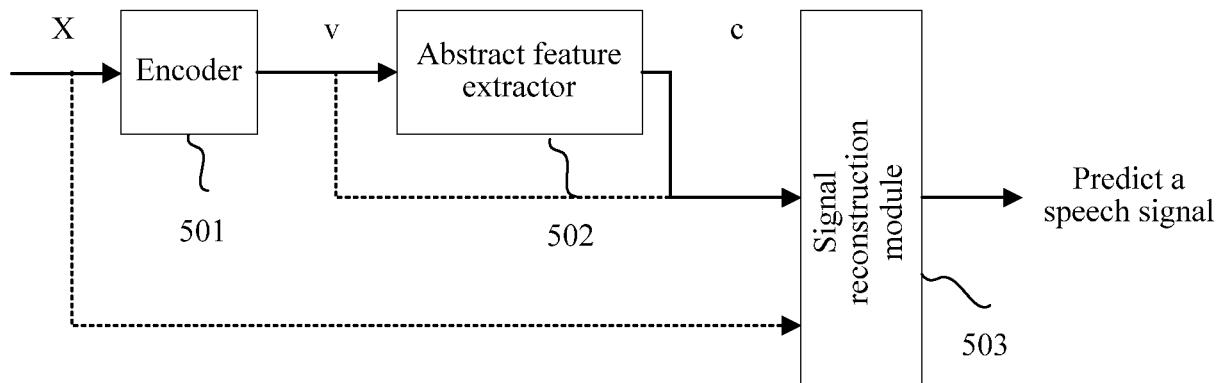 X
Encoder
v
Abstract feature
extractor
c
Signal
reconstruction
module
Predict a
speech signal
501
502
503